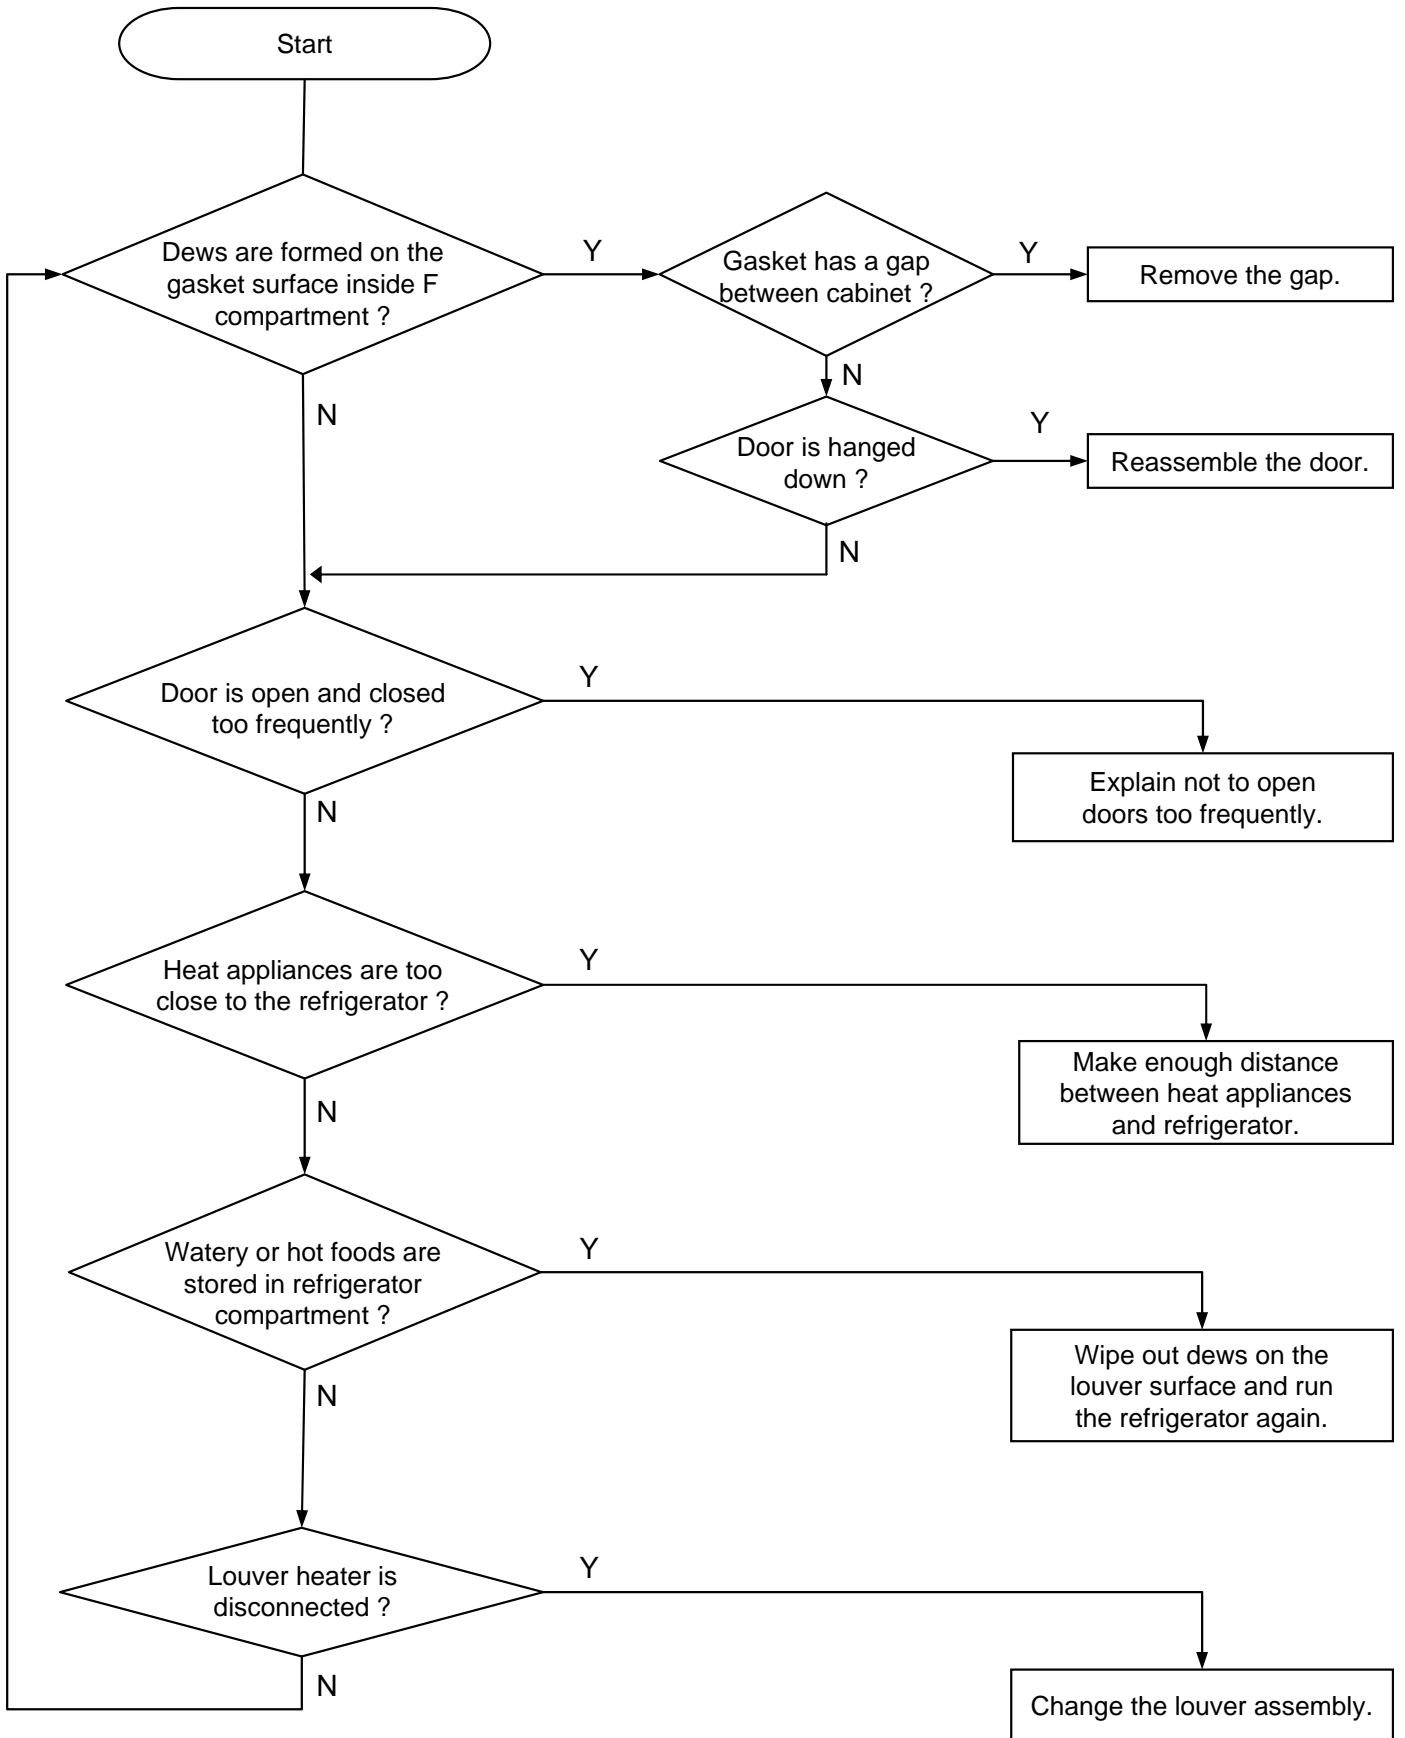 Start
Dews are formed on the
gasket surface inside F
compartment ?
Y
Gasket has a gap
between cabinet ?
Y
Remove the gap.
N
N
Door is hanged
down ?
Y
Reassemble the door.
N
Door is open and closed
too frequently ?
Y
Explain not to open
doors too frequently.
N
Heat appliances are too
close to the refrigerator ?
Y
Make enough distance
between heat appliances
and refrigerator.
N
Watery or hot foods are
stored in refrigerator
compartment ?
Y
Wipe out dews on the
louver surface and run
the refrigerator again.
N
Louver heater is
disconnected ?
Y
Change the louver assembly.
N